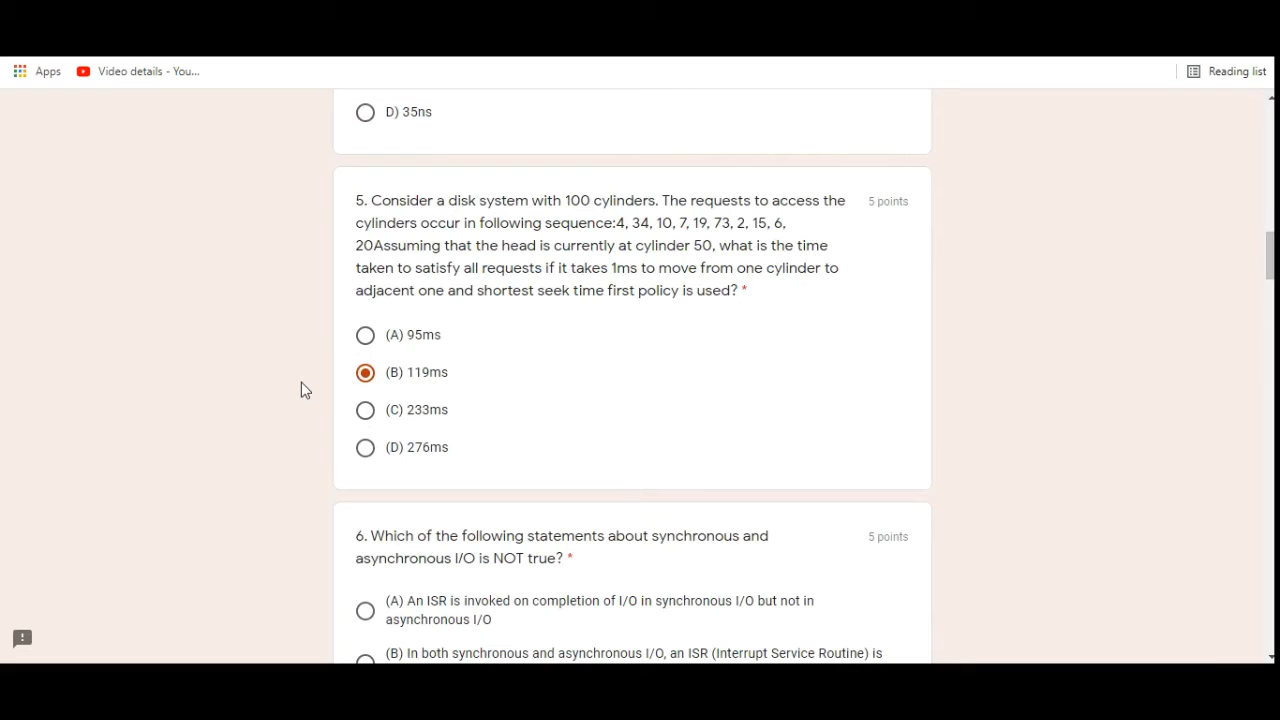 Apps
Video details - You...
Reading list
D) 35ns
5. Consider a disk system with 100 cylinders. The requests to access the
5 points
cylinders occur in following sequence:4, 34, 10, 7, 19, 73, 2, 15, 6,
20Assuming that the head is currently at cylinder 50, what is the time
taken to satisfy all requests if it takes 1ms to move from one cylinder to
adjacent one and shortest seek time first policy is used? *
(A) 95ms
(B) 119ms
(C) 233ms
(D) 276ms
6. Which of the following statements about synchronous and
5 points
asynchronous I/O is NOT true? *
(A) An ISR is invoked on completion of I/O in synchronous I/O but not in
asynchronous I/O
(B) In both synchronous and asynchronous I/O, an ISR (Interrupt Service Routine) is